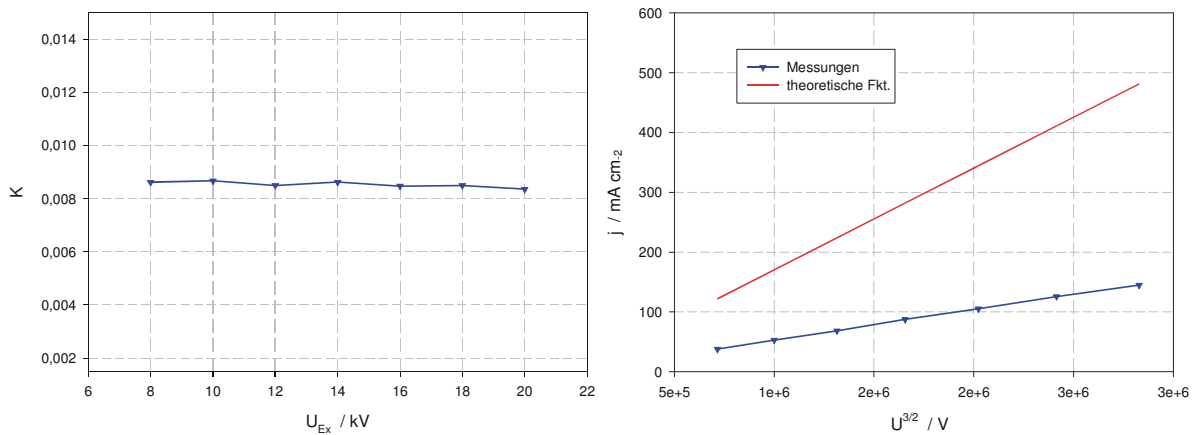 0,014
0,012
0,010
0,008
0,006
0,004
0,002
K
6 8 10 12 14 16 18 20 22
U_Ex / kV
600
500
400
300
200
100
0
j / mA cm-2
Messungen
theoretische Fkt.
5e+5 1e+6 2e+6 2e+6 3e+6 3e+6
U^3/2 / V